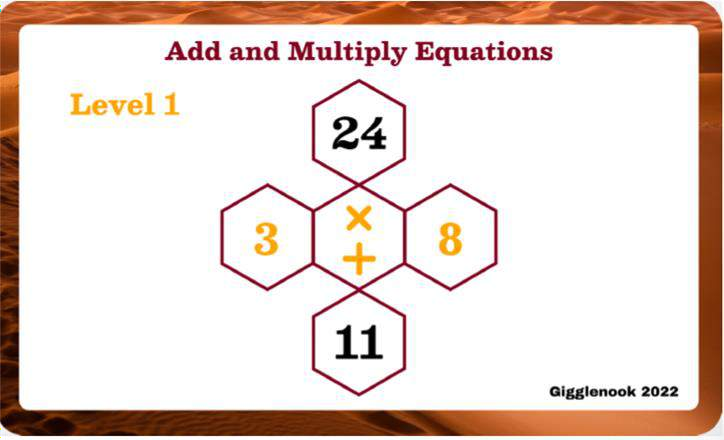 Add and Multiply Equations
Level 1
24
×
3 8
+
11
Gigglenook 2022